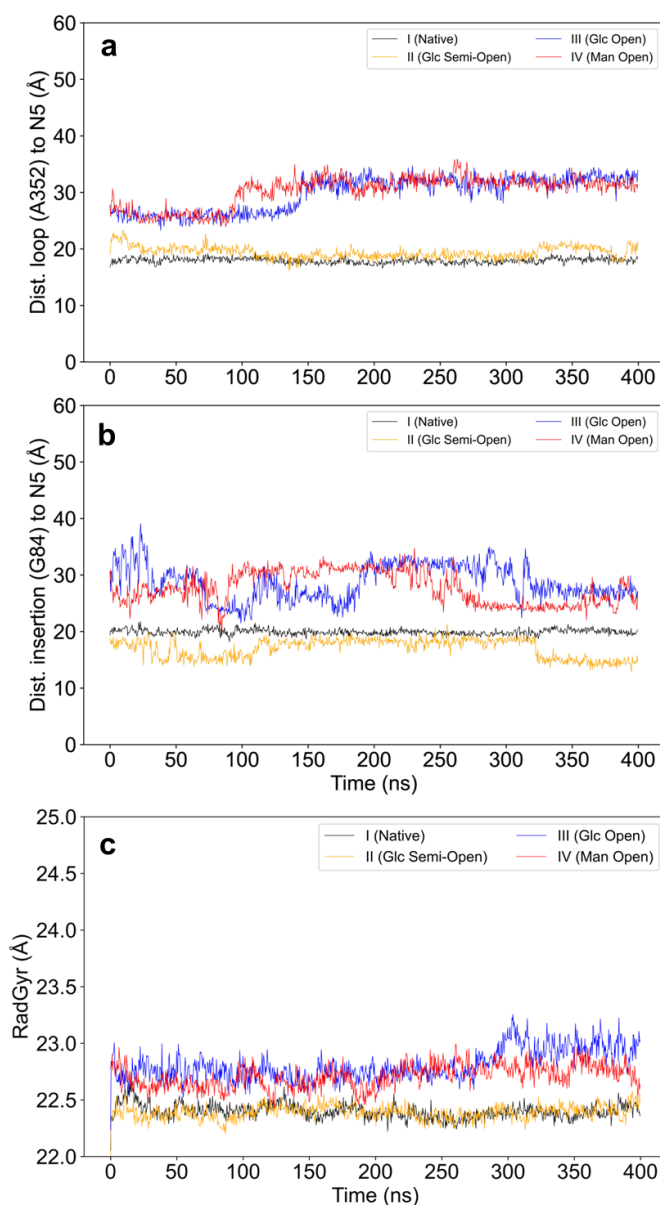 a
I (Native)
II (Glc Semi-Open)
III (Glc Open)
IV (Man Open)
Dist. loop (A352) to N5 (Å)
60
50
40
30
20
10
0
0 50 100 150 200 250 300 350 400
b
I (Native)
II (Glc Semi-Open)
III (Glc Open)
IV (Man Open)
Dist. insertion (G84) to N5 (Å)
60
50
40
30
20
10
0
0 50 100 150 200 250 300 350 400
Time (ns)
c
I (Native)
II (Glc Semi-Open)
III (Glc Open)
IV (Man Open)
RadGyr (Å)
25.0
24.5
24.0
23.5
23.0
22.5
22.0
0 50 100 150 200 250 300 350 400
Time (ns)